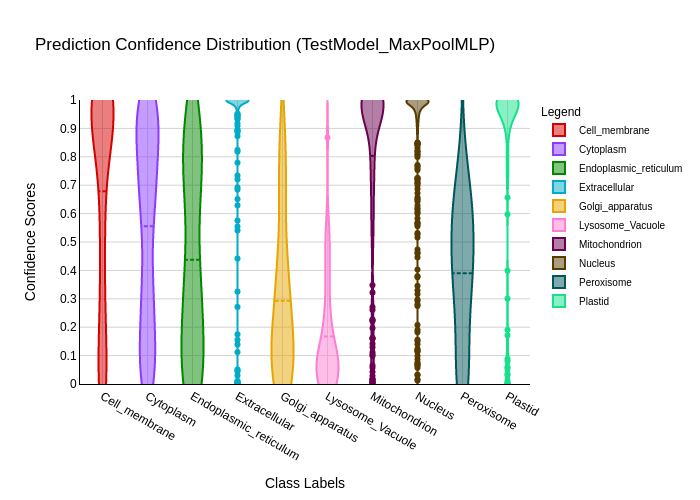 Prediction Confidence Distribution (TestModel_MaxPoolMLP)
Legend
Cell_membrane
Cytoplasm
Endoplasmic_reticulum
Extracellular
Golgi_apparatus
Lysosome_Vacuole
Mitochondrion
Nucleus
Peroxisome
Plastid
Confidence Scores
1
0.9
0.8
0.7
0.6
0.5
0.4
0.3
0.2
0.1
0
Cell_membrane
Cytoplasm
Endoplasmic_reticulum
Extracellular
Golgi_apparatus
Lysosome_Vacuole
Mitochondrion
Nucleus
Peroxisome
Plastid
Class Labels